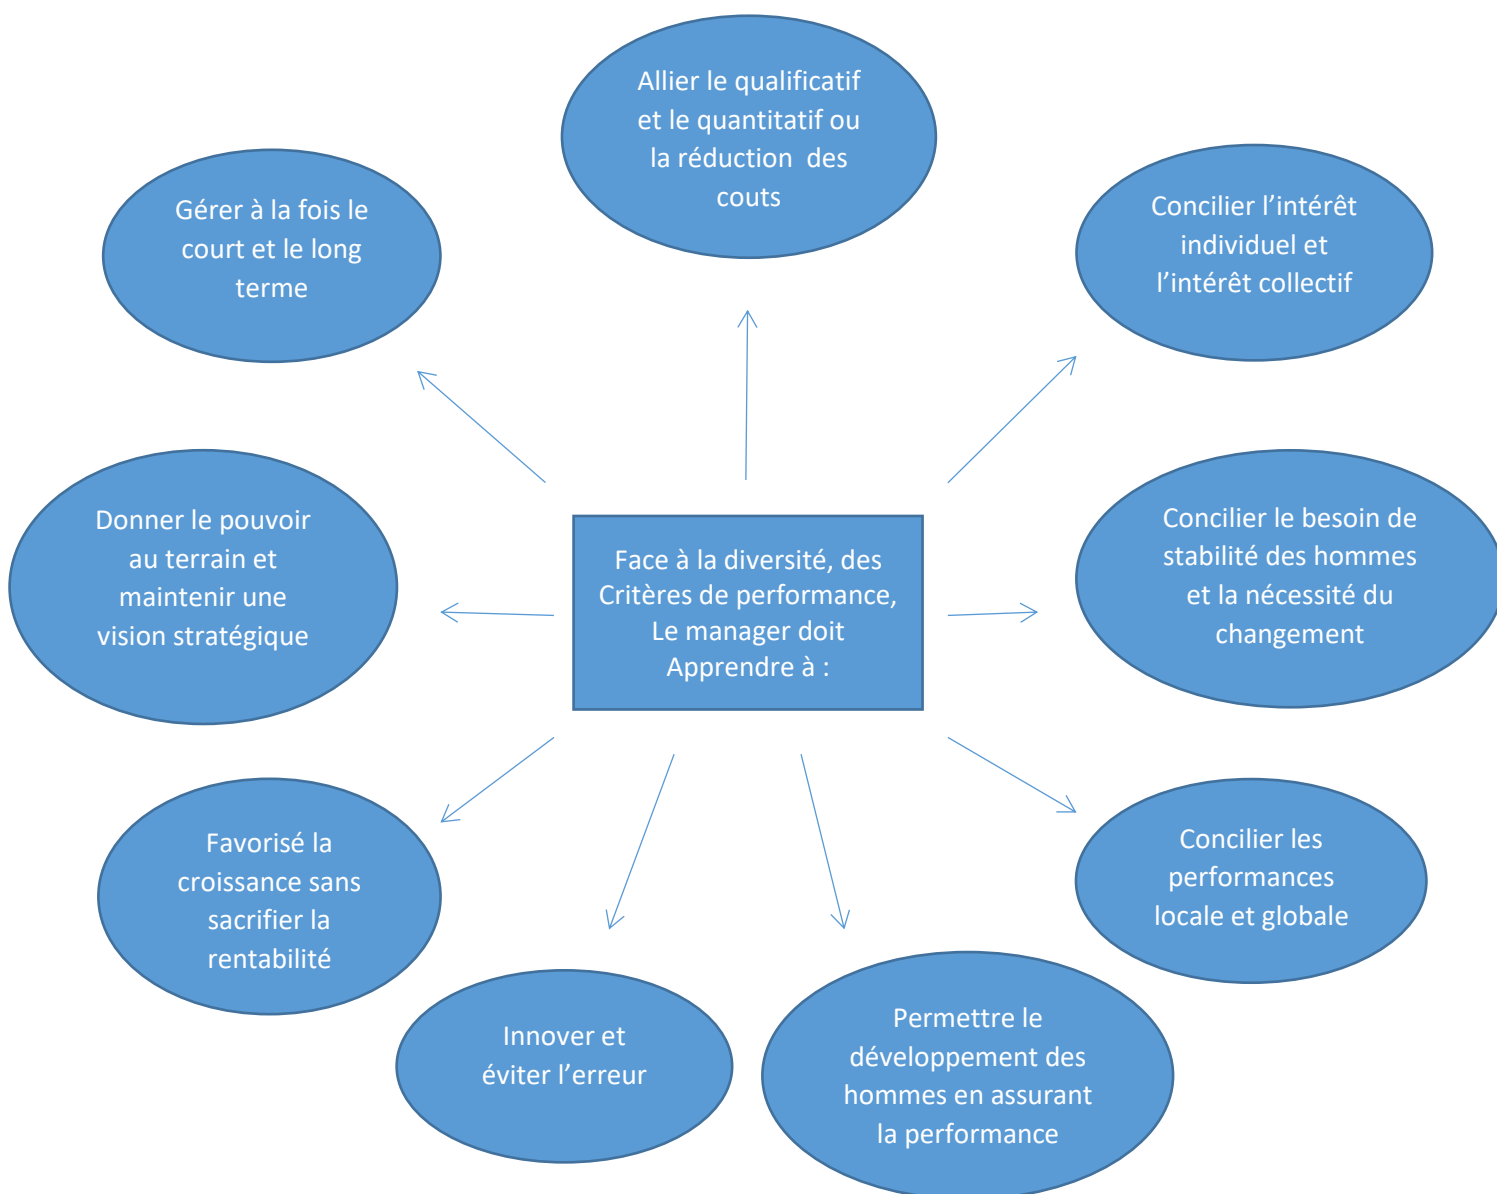 Allier le qualificatif
et le quantitatif ou
la réduction  des
couts
Gérer à la fois le
court et le long
terme
Concilier l’intérêt
individuel et
l’intérêt collectif
Donner le pouvoir
au terrain et
maintenir une
vision stratégique
Face à la diversité, des
Critères de performance,
Le manager doit
Apprendre à :
Concilier le besoin de
stabilité des hommes
et la nécessité du
changement
Favorisé la
croissance sans
sacrifier la
rentabilité
Concilier les
performances
locale et globale
Innover et
éviter l’erreur
Permettre le
développement des
hommes en assurant
la performance